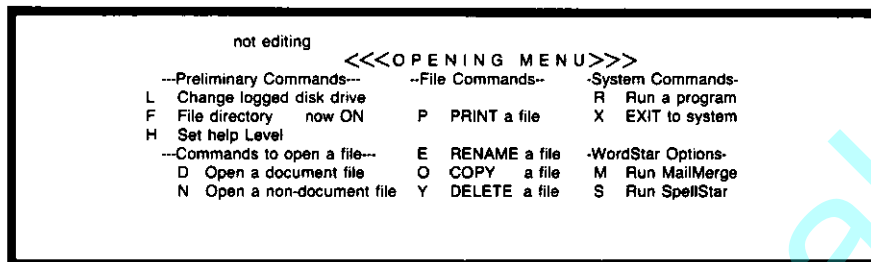 not editing
<<<OPENING MENU>>>
---Preliminary Commands--- --File Commands-- -System Commands-
L Change logged disk drive R Run a program
F File directory now ON P PRINT a file X EXIT to system
H Set help Level
---Commands to open a file--- E RENAME a file -WordStar Options-
D Open a document file O COPY a file M Run MailMerge
N Open a non-document file Y DELETE a file S Run SpellStar